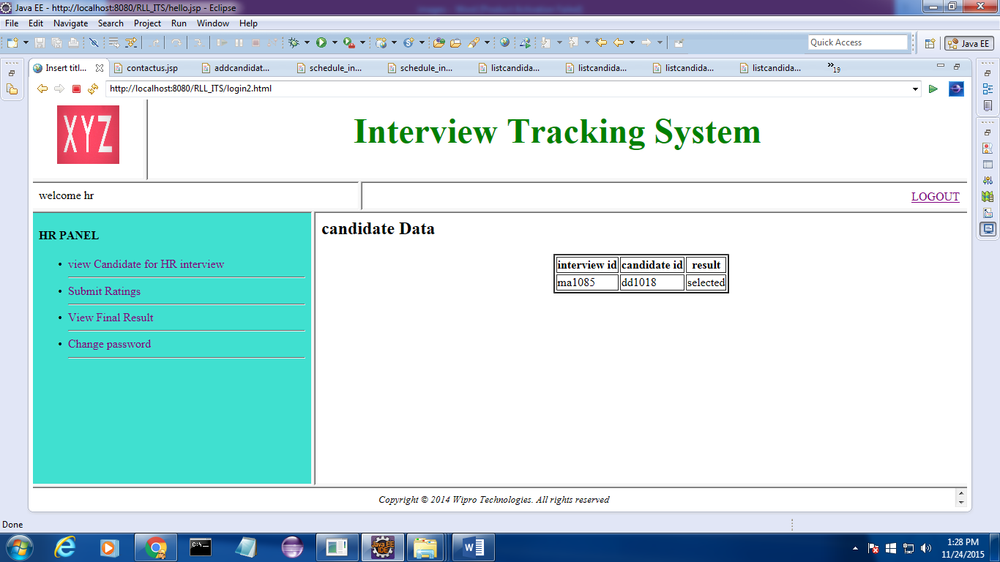 Java EE - http://localhost:8080/RLL_ITS/hello.jsp - Eclipse
File Edit Navigate Search Project Run Window Help
Quick Access
Java EE
Insert titl...
contactus.jsp
addcandidat...
schedule_in...
schedule_in...
listcandida...
listcandida...
listcandida...
listcandida...
»19
http://localhost:8080/RLL_ITS/login2.html
XYZ
Interview Tracking System
welcome hr
LOGOUT
HR PANEL
• view Candidate for HR interview
• Submit Ratings
• View Final Result
• Change password
candidate Data
interview id candidate id result
ma1085 dd1018 selected
Copyright © 2014 Wipro Technologies. All rights reserved
Done
C:\
Java EE
IDE
1:28 PM
11/24/2015